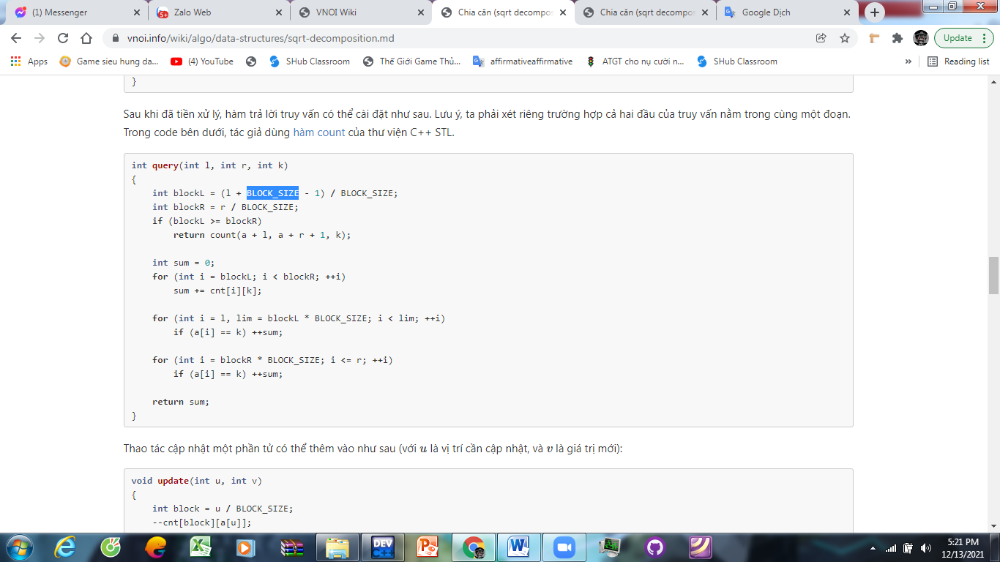 (1) Messenger
Zalo Web
VNOI Wiki
Chia căn (sqrt decompos
Chia căn (sqrt decompos
Google Dịch
5+
vnoi.info/wiki/algo/data-structures/sqrt-decomposition.md
Update
Apps
Game sieu hung da...
(4) YouTube
SHub Classroom
Thế Giới Game Thủ...
affirmativeaffirmative
ATGT cho nụ cười n...
SHub Classroom
»
Reading list
}
Sau khi đã tiền xử lý, hàm trả lời truy vấn có thể cài đặt như sau. Lưu ý, ta phải xét riêng trường hợp cả hai đầu của truy vấn nằm trong cùng một đoạn.
Trong code bên dưới, tác giả dùng hàm count của thư viện C++ STL.
int query(int l, int r, int k)
{
int blockL = (l + BLOCK_SIZE - 1) / BLOCK_SIZE;
int blockR = r / BLOCK_SIZE;
if (blockL >= blockR)
return count(a + l, a + r + 1, k);
int sum = 0;
for (int i = blockL; i < blockR; ++i)
sum += cnt[i][k];
for (int i = l, lim = blockL * BLOCK_SIZE; i < lim; ++i)
if (a[i] == k) ++sum;
for (int i = blockR * BLOCK_SIZE; i <= r; ++i)
if (a[i] == k) ++sum;
return sum;
}
Thao tác cập nhật một phần tử có thể thêm vào như sau (với u là vị trí cần cập nhật, và v là giá trị mới):
void update(int u, int v)
{
int block = u / BLOCK_SIZE;
--cnt[block][a[u]];
DEV
C++
5:21 PM
12/13/2021